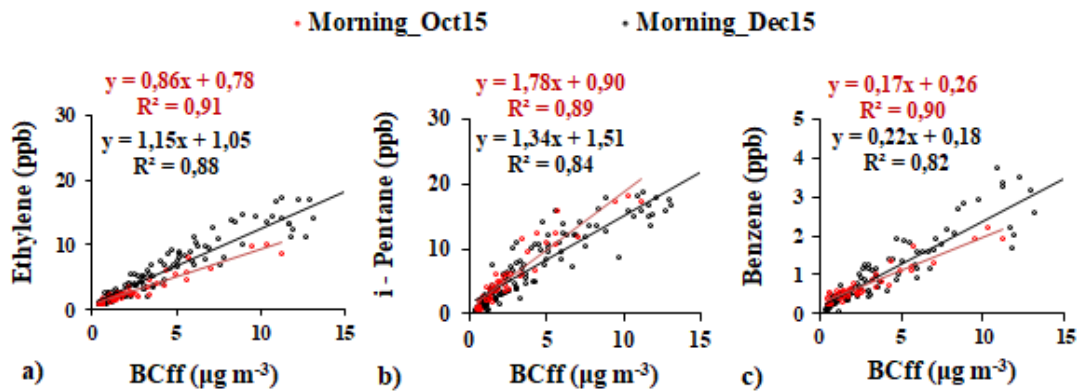 Morning_Oct15
Morning_Dec15
a)
y = 0,86x + 0,78
R² = 0,91
y = 1,15x + 1,05
R² = 0,88
Ethylene (ppb)
30
20
10
0
0 5 10 15
BCff (μg m⁻³)
b)
y = 1,78x + 0,90
R² = 0,89
y = 1,34x + 1,51
R² = 0,84
i - Pentane (ppb)
30
20
10
0
0 5 10 15
BCff (μg m⁻³)
c)
y = 0,17x + 0,26
R² = 0,90
y = 0,22x + 0,18
R² = 0,82
Benzene (ppb)
5
4
3
2
1
0
0 5 10 15
BCff (μg m⁻³)